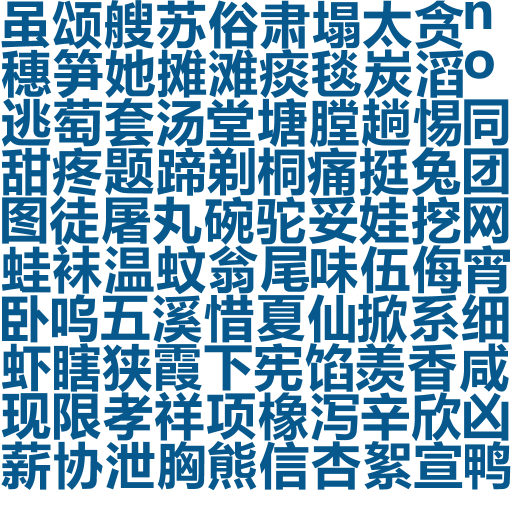 虽颂艘苏俗肃塌太贪n
穗笋她摊滩痰毯炭滔o
逃萄套汤堂塘膛趟惕同
甜疼题蹄剃桐痛挺兔团
图徒屠丸碗驼妥娃挖网
蛙袜温蚊翁尾味伍侮宵
卧呜五溪惜夏仙掀系细
虾瞎狭霞下宪馅羡香咸
现限孝祥项橡泻辛欣凶
薪协泄胸熊信杏絮宣鸭